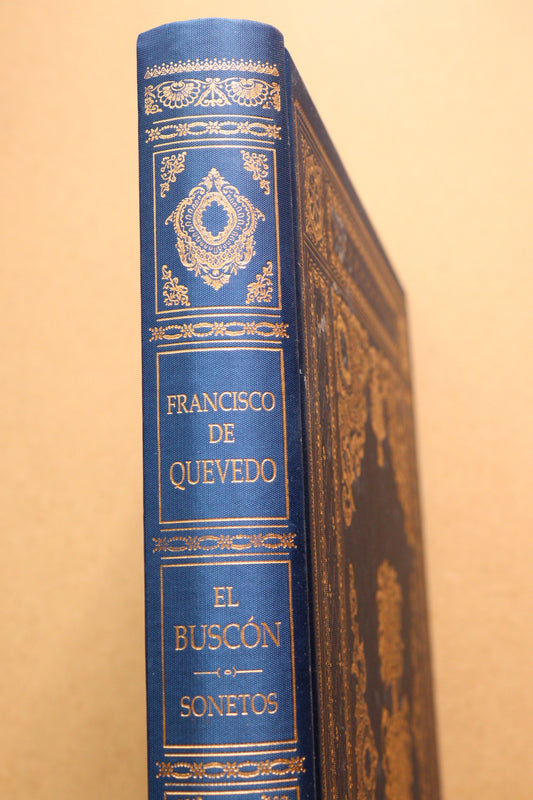 FRANCISCO
DE
QUEVEDO
EL
BUSCÓN
SONETOS